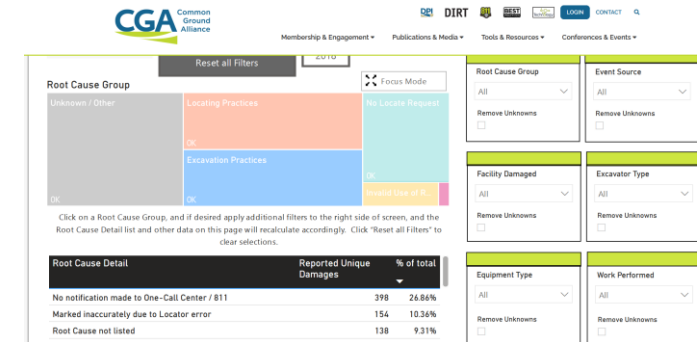 CGA Common Ground Alliance
DPI DIRT BEST LOGIN CONTACT
Membership & Engagement Publications & Media Tools & Resources Conferences & Events
Reset all Filters
Root Cause Group
Focus Mode
Unknown / Other
Locating Practices
No Locate Request
0K
Excavation Practices
0K
Invalid Use of R...
0K
0K
Click on a Root Cause Group, and if desired apply additional filters to the right side of screen, and the
Root Cause Detail list and other data on this page will recalculate accordingly. Click "Reset all Filters" to
clear selections.
Root Cause Detail Reported Unique Damages % of total
No notification made to One-Call Center / 811 398 26.86%
Marked inaccurately due to Locator error 154 10.36%
Root Cause not listed 138 9.31%
Root Cause Group
All
Remove Unknowns
Event Source
All
Remove Unknowns
Facility Damaged
All
Remove Unknowns
Excavator Type
All
Remove Unknowns
Equipment Type
All
Remove Unknowns
Work Performed
All
Remove Unknowns